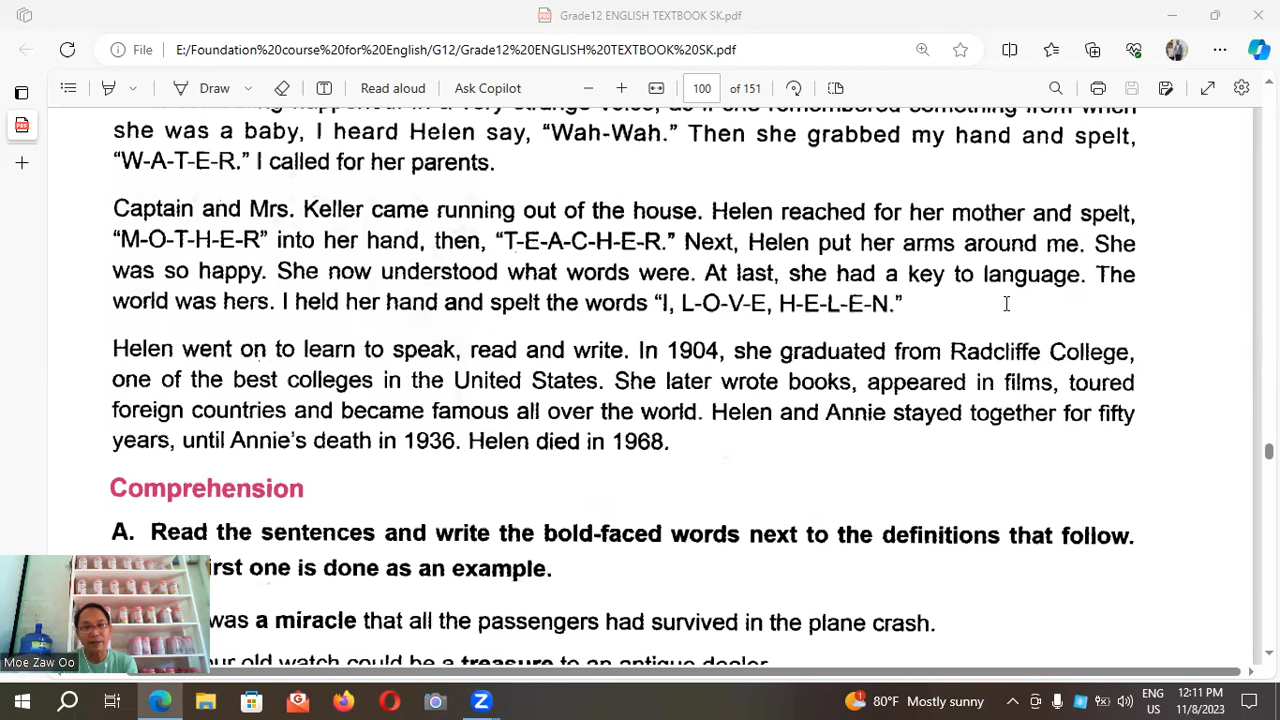 Grade12 ENGLISH TEXTBOOK SK.pdf
File E:/Foundation%20course%20for%20English/G12/Grade12%20ENGLISH%20TEXTBOOK%20SK.pdf
Draw Read aloud Ask Copilot 100 of 151
she was a baby, I heard Helen say, “Wah-Wah.” Then she grabbed my hand and spelt,
“W-A-T-E-R.” I called for her parents.
Captain and Mrs. Keller came running out of the house. Helen reached for her mother and spelt,
“M-O-T-H-E-R” into her hand, then, “T-E-A-C-H-E-R.” Next, Helen put her arms around me. She
was so happy. She now understood what words were. At last, she had a key to language. The
world was hers. I held her hand and spelt the words “I, L-O-V-E, H-E-L-E-N.”
Helen went on to learn to speak, read and write. In 1904, she graduated from Radcliffe College,
one of the best colleges in the United States. She later wrote books, appeared in films, toured
foreign countries and became famous all over the world. Helen and Annie stayed together for fifty
years, until Annie’s death in 1936. Helen died in 1968.
Comprehension
A. Read the sentences and write the bold-faced words next to the definitions that follow.
irst one is done as an example.
was a miracle that all the passengers had survived in the plane crash.
ur old watch could be a treasure to an antique dealer.
Moe Zaw Oo
80°F Mostly sunny
ENG
US
12:11 PM
11/8/2023